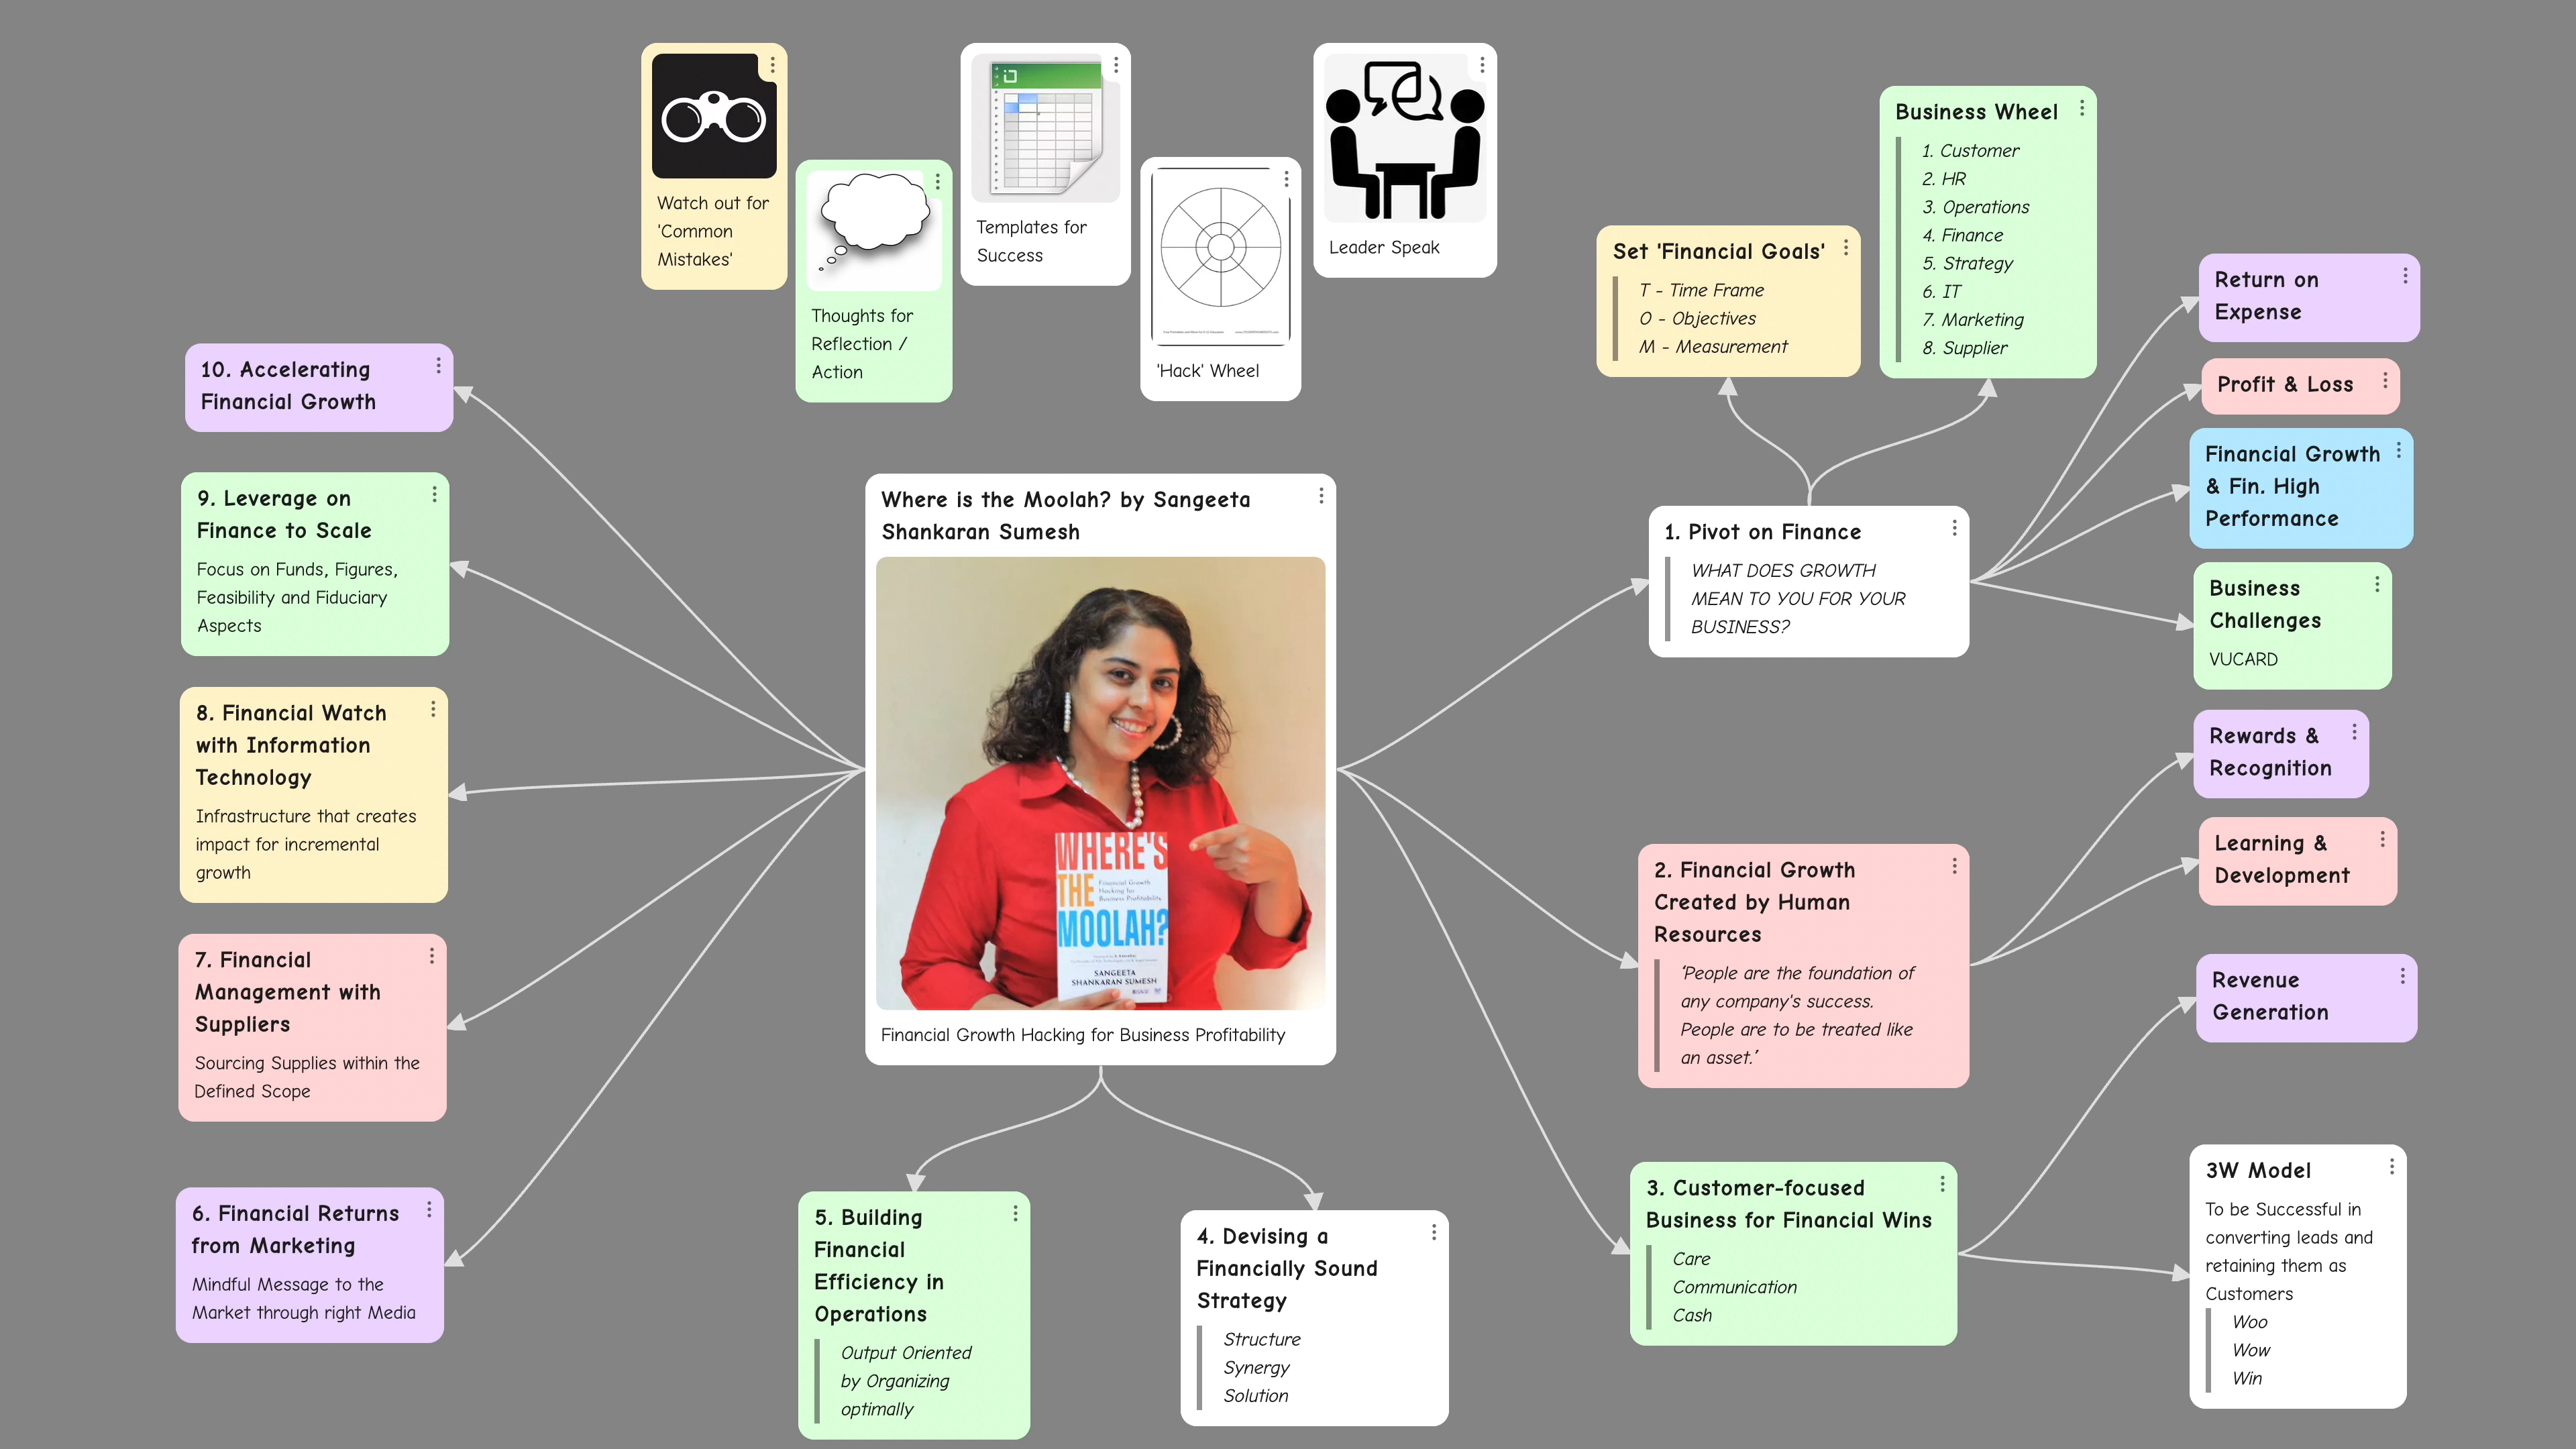 Watch out for
'Common
Mistakes'
Thoughts for
Reflection /
Action
Templates for
Success
'Hack' Wheel
Leader Speak
Set 'Financial Goals'
T - Time Frame
O - Objectives
M - Measurement
Business Wheel
1. Customer
2. HR
3. Operations
4. Finance
5. Strategy
6. IT
7. Marketing
8. Supplier
Return on
Expense
Profit & Loss
Financial Growth
& Fin. High
Performance
Business
Challenges
VUCARD
Rewards &
Recognition
Learning &
Development
Revenue
Generation
3W Model
To be Successful in
converting leads and
retaining them as
Customers
Woo
Wow
Win
10. Accelerating
Financial Growth
9. Leverage on
Finance to Scale
Focus on Funds, Figures,
Feasibility and Fiduciary
Aspects
8. Financial Watch
with Information
Technology
Infrastructure that creates
impact for incremental
growth
7. Financial
Management with
Suppliers
Sourcing Supplies within the
Defined Scope
6. Financial Returns
from Marketing
Mindful Message to the
Market through right Media
Where is the Moolah? by Sangeeta
Shankaran Sumesh
WHERE'S
THE
Financial Growth
Hacking for
Business Profitability
MOOLAH?
SANGEETA
SHANKARAN SUMESH
Financial Growth Hacking for Business Profitability
1. Pivot on Finance
WHAT DOES GROWTH
MEAN TO YOU FOR YOUR
BUSINESS?
2. Financial Growth
Created by Human
Resources
‘People are the foundation of
any company's success.
People are to be treated like
an asset.’
3. Customer-focused
Business for Financial Wins
Care
Communication
Cash
5. Building
Financial
Efficiency in
Operations
Output Oriented
by Organizing
optimally
4. Devising a
Financially Sound
Strategy
Structure
Synergy
Solution